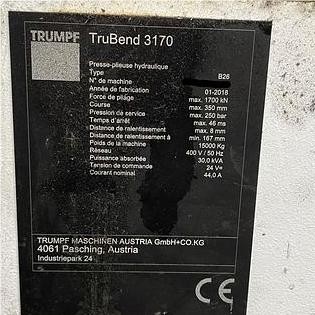 TRUMPF TruBend 3170
Presse-plieuse hydraulique
Type B26
N° de machine
Année de fabrication 01-2018
Force de pliage max. 1700 kN
Course max. 350 mm
Pression de service max. 250 bar
Temps d'arrêt max. 46 ms
Distance de ralentissement max. 8 mm
Distance de ralentissement à min. 167 mm
Poids de la machine 15000 Kg
Réseau 400 V / 50 Hz
Puissance absorbée 30,0 kVA
Tension de commande 24 V=
Courant nominal 44,0 A
TRUMPF MASCHINEN AUSTRIA GmbH+CO.KG
4061 Pasching, Austria
Industriepark 24
CE